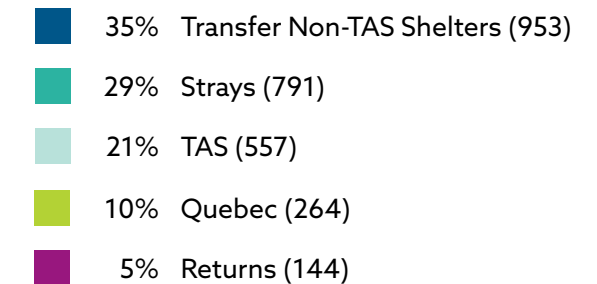 35% Transfer Non-TAS Shelters (953)
29% Strays (791)
21% TAS (557)
10% Quebec (264)
5% Returns (144)